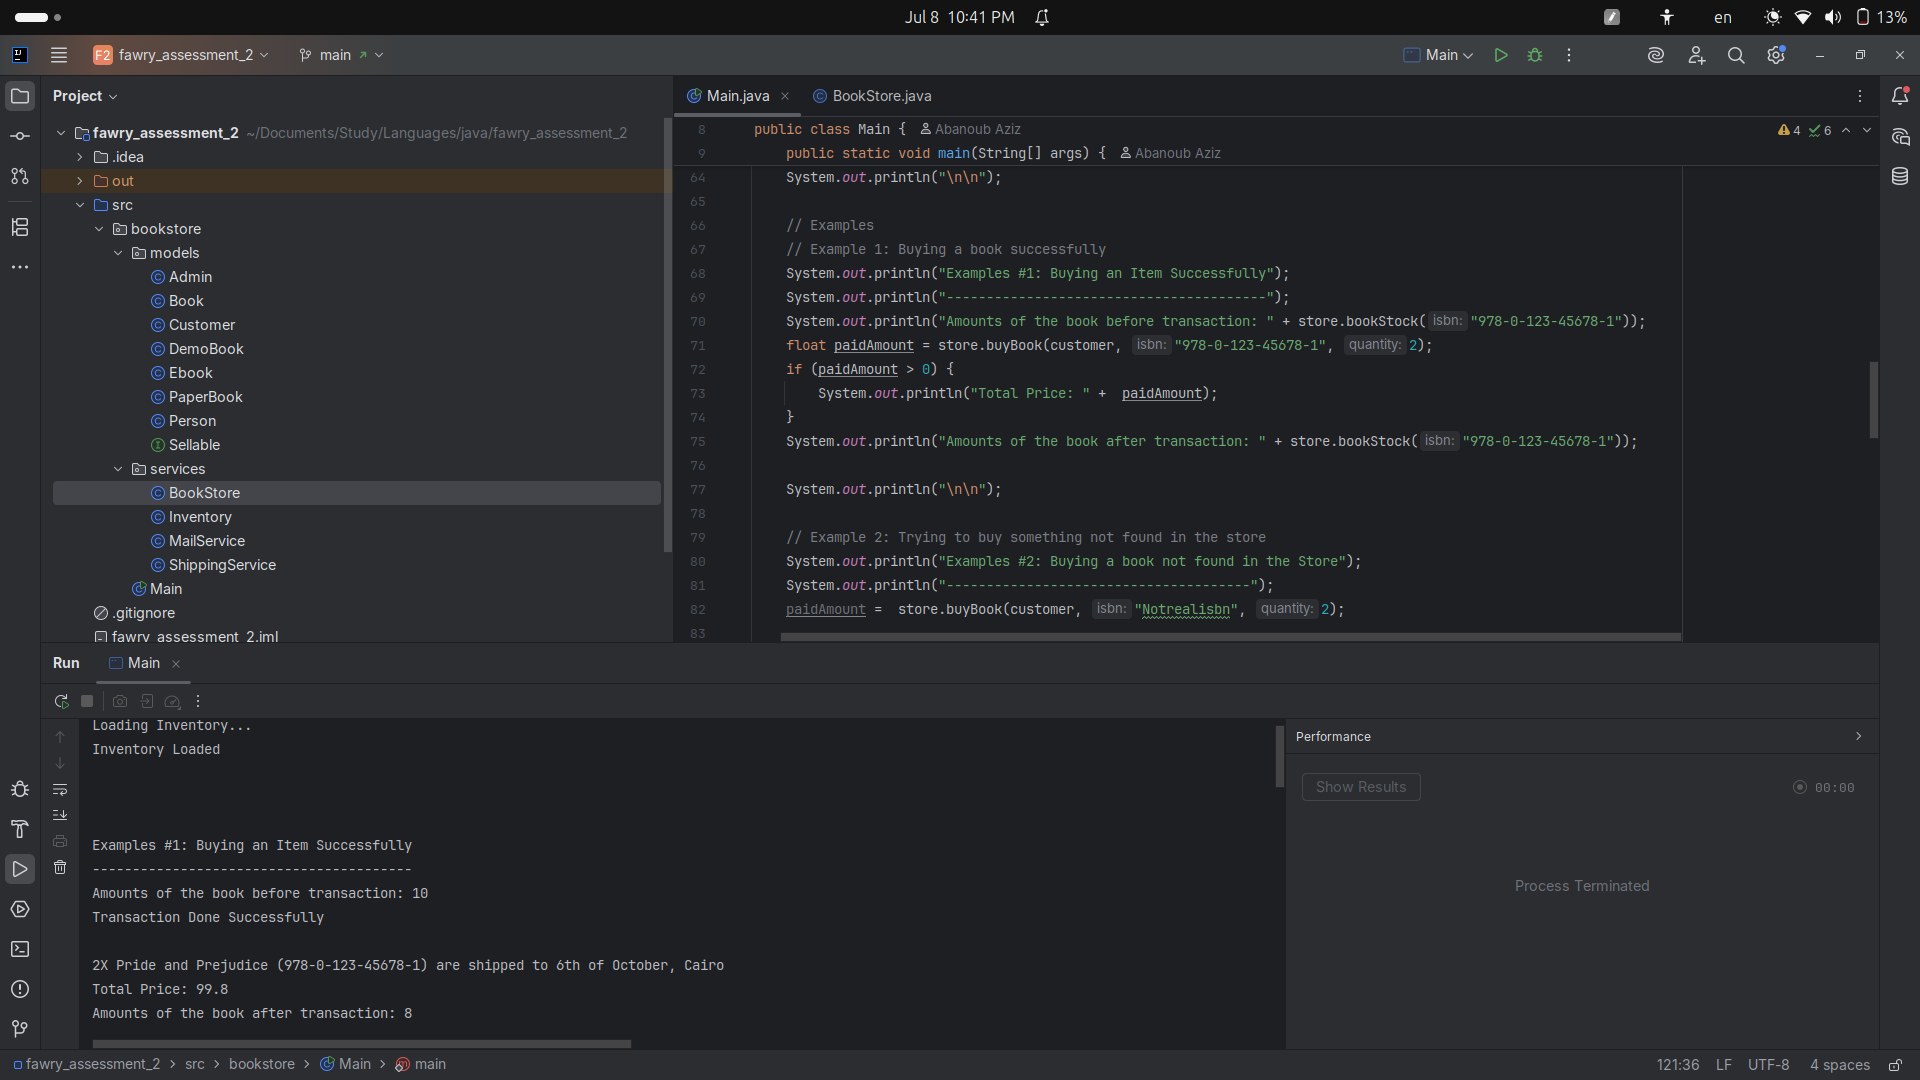 Jul 8 10:41 PM
en
13%
F2 fawry_assessment_2
main
Main
Project
fawry_assessment_2 ~/Documents/Study/Languages/java/fawry_assessment_2
.idea
out
src
bookstore
models
Admin
Book
Customer
DemoBook
Ebook
PaperBook
Person
Sellable
services
BookStore
Inventory
MailService
ShippingService
Main
.gitignore
fawry_assessment_2.iml
Main.java
BookStore.java
4 6
8 public class Main { Abanoub Aziz
9 public static void main(String[] args) { Abanoub Aziz
64 System.out.println("\n\n");
65
66 // Examples
67 // Example 1: Buying a book successfully
68 System.out.println("Examples #1: Buying an Item Successfully");
69 System.out.println("----------------------------------------");
70 System.out.println("Amounts of the book before transaction: " + store.bookStock( isbn: "978-0-123-45678-1"));
71 float paidAmount = store.buyBook(customer, isbn: "978-0-123-45678-1", quantity: 2);
72 if (paidAmount > 0) {
73 System.out.println("Total Price: " + paidAmount);
74 }
75 System.out.println("Amounts of the book after transaction: " + store.bookStock( isbn: "978-0-123-45678-1"));
76
77 System.out.println("\n\n");
78
79 // Example 2: Trying to buy something not found in the store
80 System.out.println("Examples #2: Buying a book not found in the Store");
81 System.out.println("--------------------------------------");
82 paidAmount = store.buyBook(customer, isbn: "Notrealisbn", quantity: 2);
83
Run
Main
Loading Inventory...
Inventory Loaded
Examples #1: Buying an Item Successfully
----------------------------------------
Amounts of the book before transaction: 10
Transaction Done Successfully
2X Pride and Prejudice (978-0-123-45678-1) are shipped to 6th of October, Cairo
Total Price: 99.8
Amounts of the book after transaction: 8
Performance
Show Results
00:00
Process Terminated
fawry_assessment_2 > src > bookstore > Main > main
121:36 LF UTF-8 4 spaces